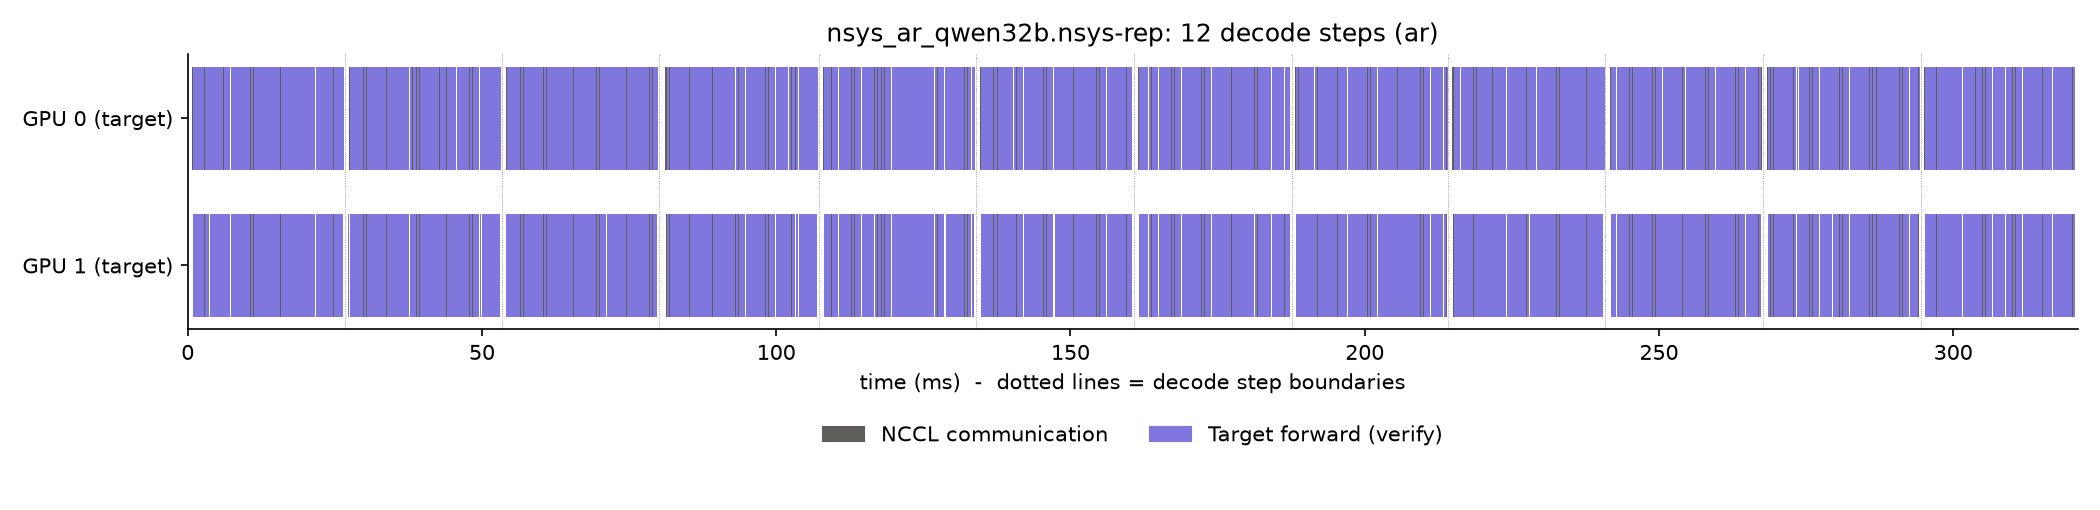 nsys_ar_qwen32b.nsys-rep: 12 decode steps (ar)
GPU 0 (target)
GPU 1 (target)
0 50 100 150 200 250 300
time (ms)  -  dotted lines = decode step boundaries
NCCL communication Target forward (verify)